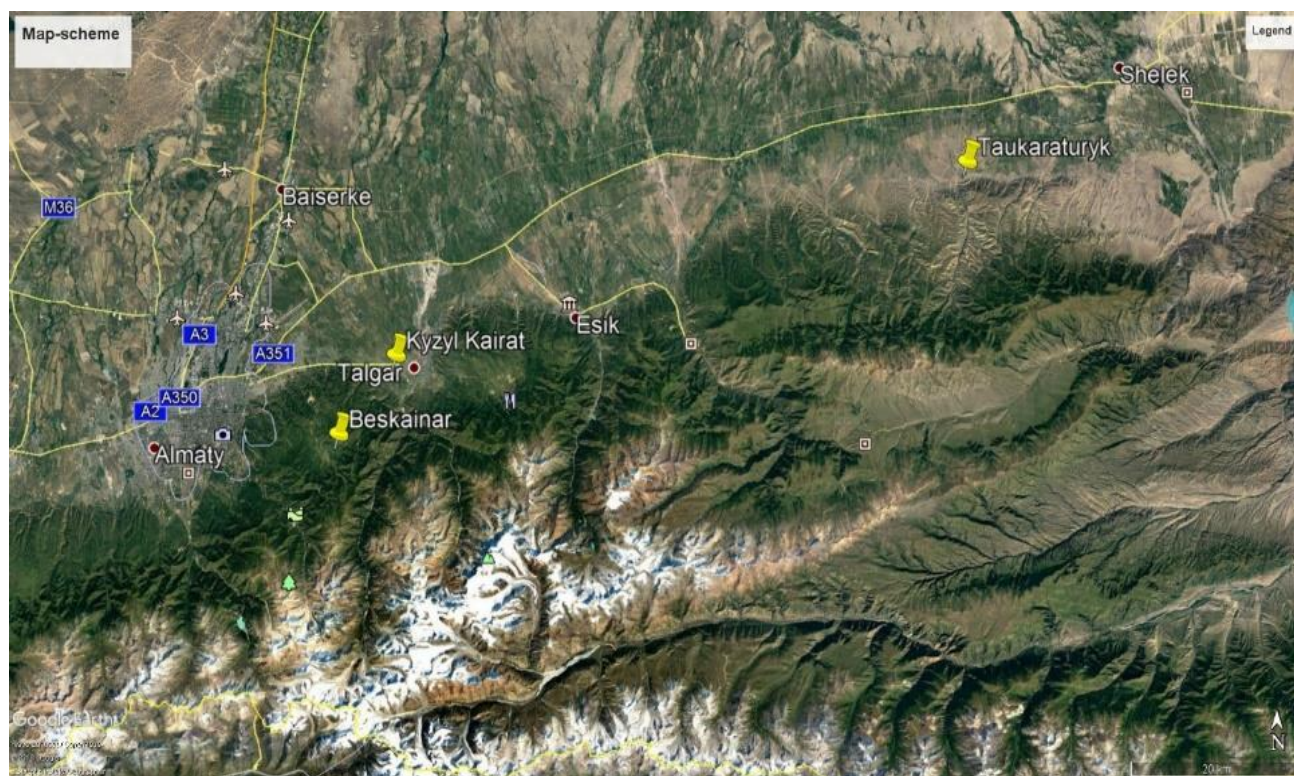 Map-scheme
Legend
Shelek
Taukaraturyk
M36
Baiserke
A3
Esik
A351
Kyzyl Kairat
Talgar
A350
A2
Beskainar
Almaty
Google Earth
N
20 km